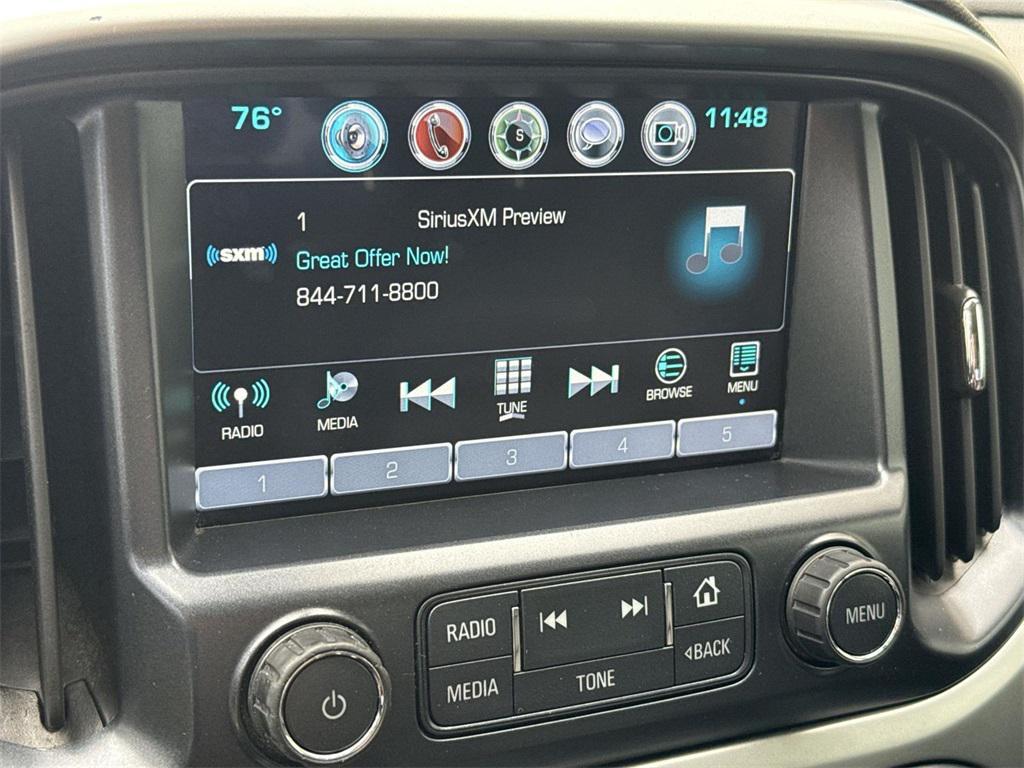 76° S 11:48
1 SiriusXM Preview
((sxm))
Great Offer Now!
844-711-8800
RADIO MEDIA TUNE BROWSE MENU
1 2 3 4 5
RADIO
MENU
BACK
MEDIA TONE